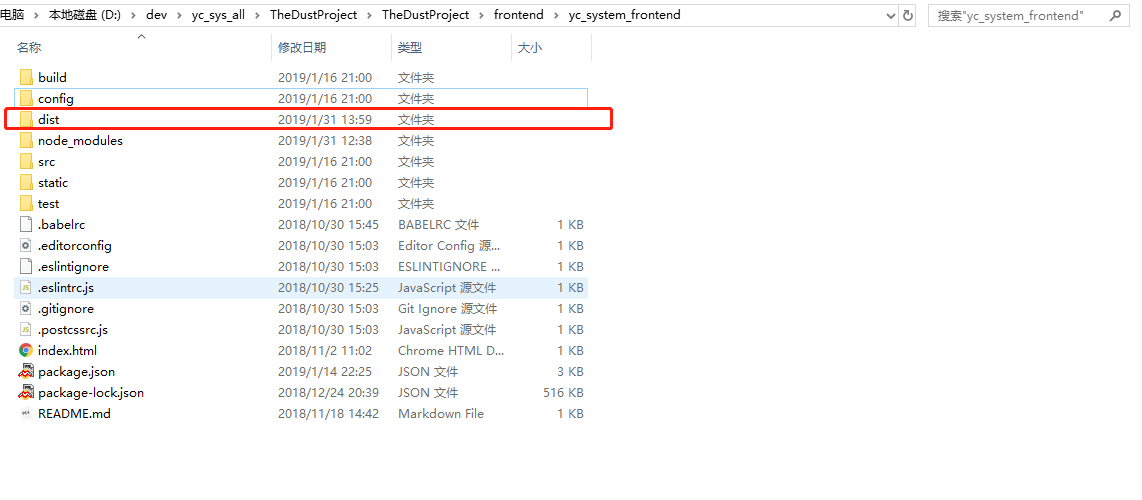 电脑 › 本地磁盘 (D:) › dev › yc_sys_all › TheDustProject › TheDustProject › frontend › yc_system_frontend 搜索"yc_system_frontend"
名称 修改日期 类型 大小
build 2019/1/16 21:00 文件夹
config 2019/1/16 21:00 文件夹
dist 2019/1/31 13:59 文件夹
node_modules 2019/1/31 12:38 文件夹
src 2019/1/16 21:00 文件夹
static 2019/1/16 21:00 文件夹
test 2019/1/16 21:00 文件夹
.babelrc 2018/10/30 15:45 BABELRC 文件 1 KB
.editorconfig 2018/10/30 15:03 Editor Config 源... 1 KB
.eslintignore 2018/10/30 15:03 ESLINTIGNORE ... 1 KB
.eslintrc.js 2018/10/30 15:25 JavaScript 源文件 1 KB
.gitignore 2018/10/30 15:03 Git Ignore 源文件 1 KB
.postcssrc.js 2018/10/30 15:03 JavaScript 源文件 1 KB
index.html 2018/11/2 11:02 Chrome HTML D... 1 KB
package.json 2019/1/14 22:25 JSON 文件 3 KB
package-lock.json 2018/12/24 20:39 JSON 文件 516 KB
README.md 2018/11/18 14:42 Markdown File 1 KB